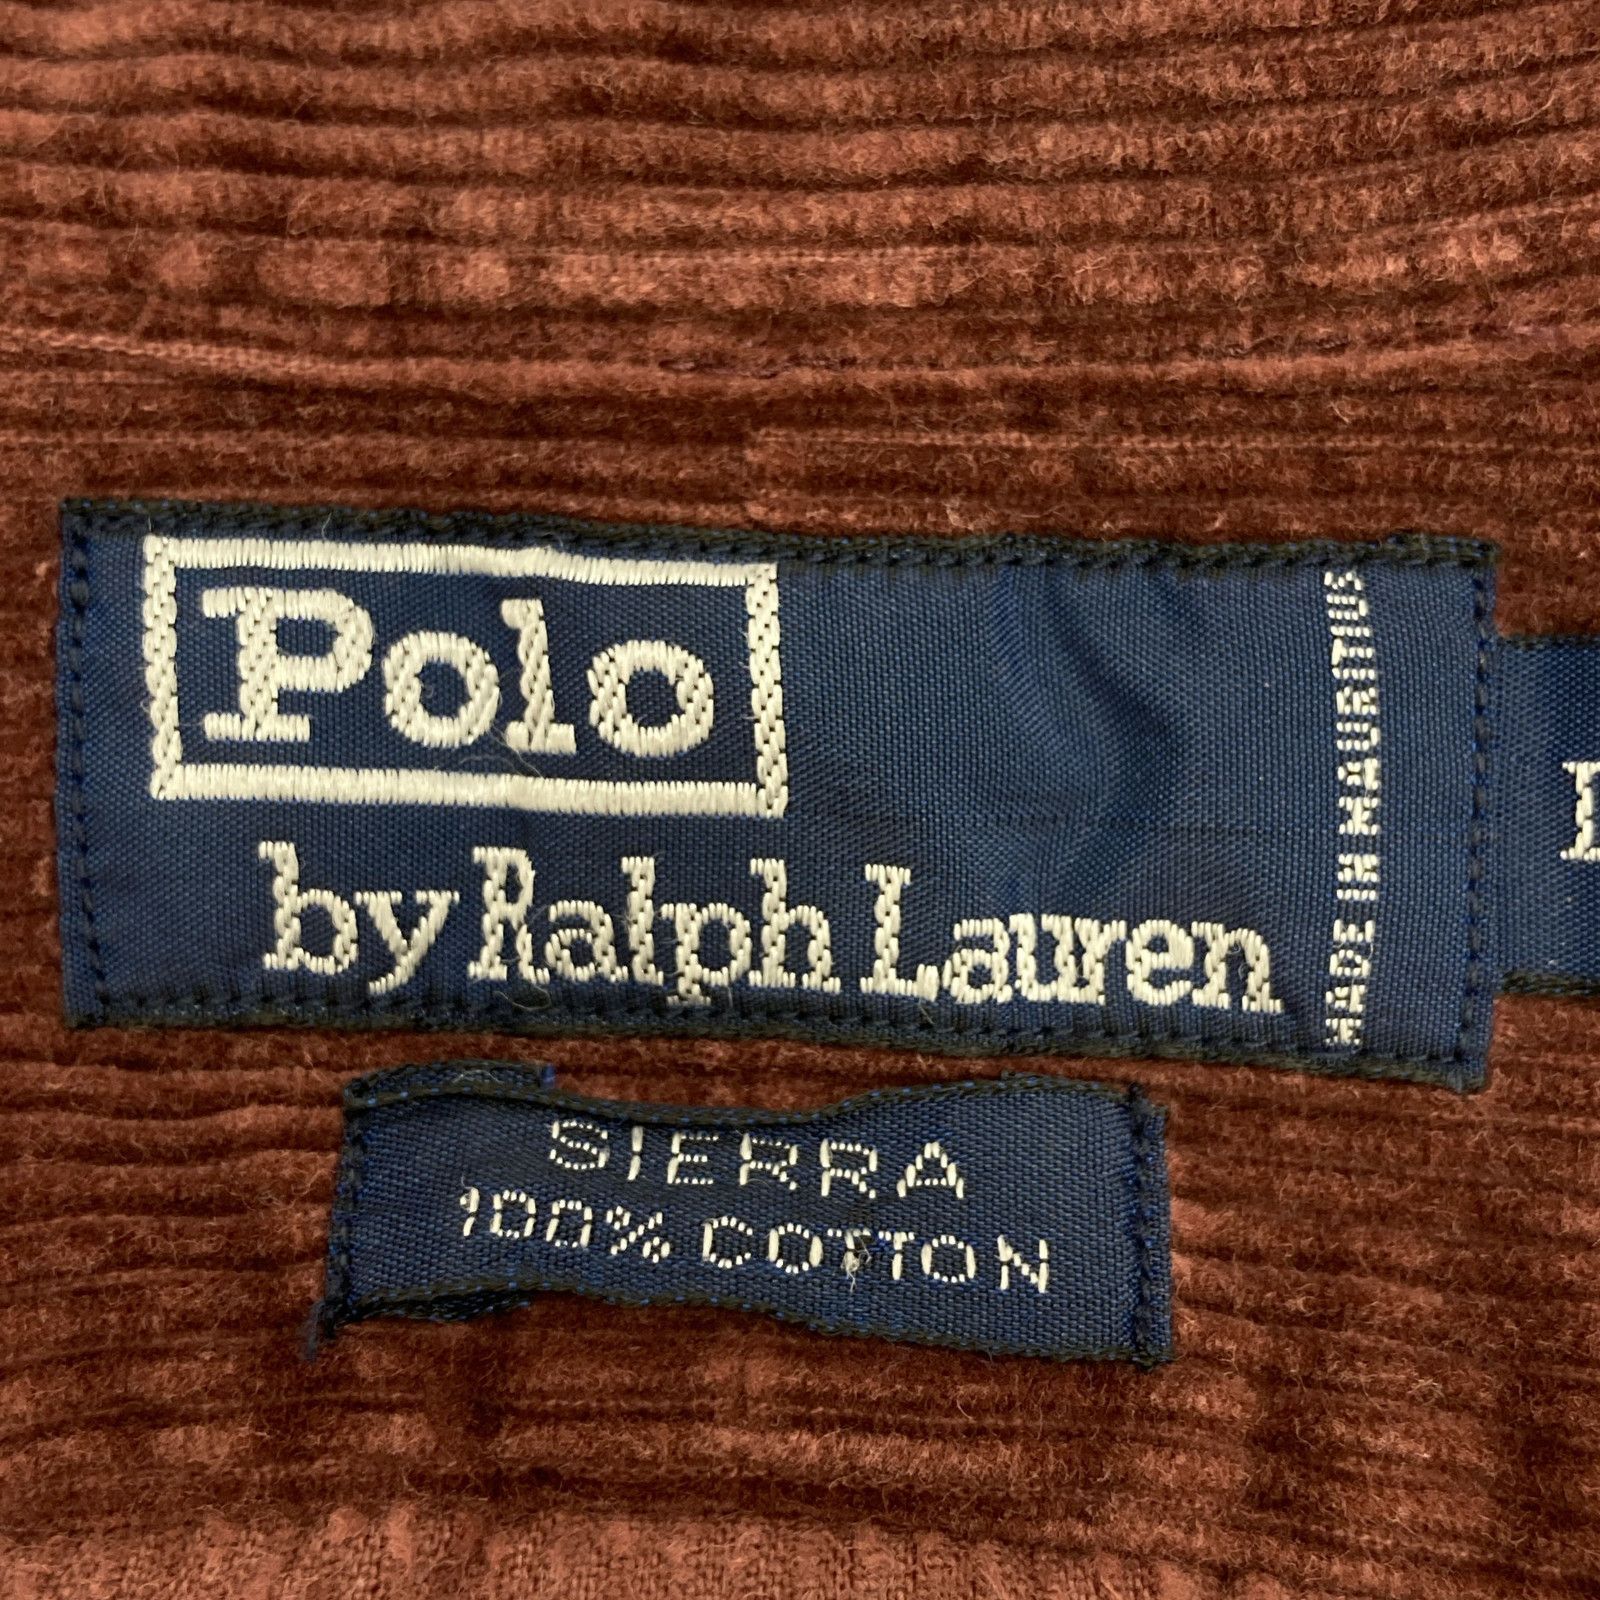 Polo
by Ralph Lauren
MADE IN MAURITIUS
SIERRA
100% COTTON